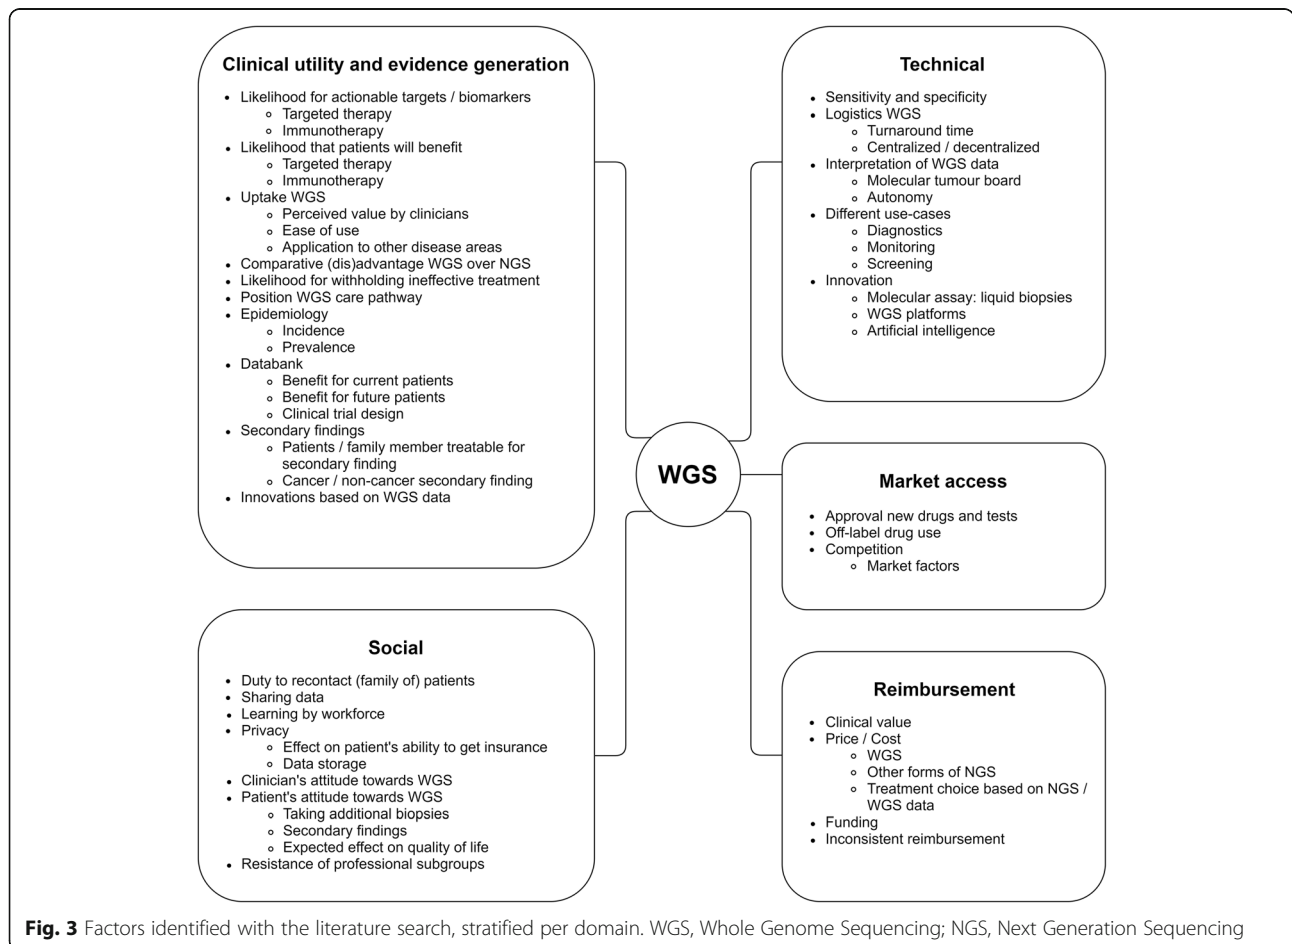 Clinical utility and evidence generation
• Likelihood for actionable targets / biomarkers
∘ Targeted therapy
∘ Immunotherapy
• Likelihood that patients will benefit
∘ Targeted therapy
∘ Immunotherapy
• Uptake WGS
∘ Perceived value by clinicians
∘ Ease of use
∘ Application to other disease areas
• Comparative (dis)advantage WGS over NGS
• Likelihood for withholding ineffective treatment
• Position WGS care pathway
• Epidemiology
∘ Incidence
∘ Prevalence
• Databank
∘ Benefit for current patients
∘ Benefit for future patients
∘ Clinical trial design
• Secondary findings
∘ Patients / family member treatable for
secondary finding
∘ Cancer / non-cancer secondary finding
• Innovations based on WGS data
Technical
• Sensitivity and specificity
• Logistics WGS
∘ Turnaround time
∘ Centralized / decentralized
• Interpretation of WGS data
∘ Molecular tumour board
∘ Autonomy
• Different use-cases
∘ Diagnostics
∘ Monitoring
∘ Screening
• Innovation
∘ Molecular assay: liquid biopsies
∘ WGS platforms
∘ Artificial intelligence
WGS
Market access
• Approval new drugs and tests
• Off-label drug use
• Competition
∘ Market factors
Social
• Duty to recontact (family of) patients
• Sharing data
• Learning by workforce
• Privacy
∘ Effect on patient's ability to get insurance
∘ Data storage
• Clinician's attitude towards WGS
• Patient's attitude towards WGS
∘ Taking additional biopsies
∘ Secondary findings
∘ Expected effect on quality of life
• Resistance of professional subgroups
Reimbursement
• Clinical value
• Price / Cost
∘ WGS
∘ Other forms of NGS
∘ Treatment choice based on NGS /
WGS data
• Funding
• Inconsistent reimbursement
Fig. 3 Factors identified with the literature search, stratified per domain. WGS, Whole Genome Sequencing; NGS, Next Generation Sequencing